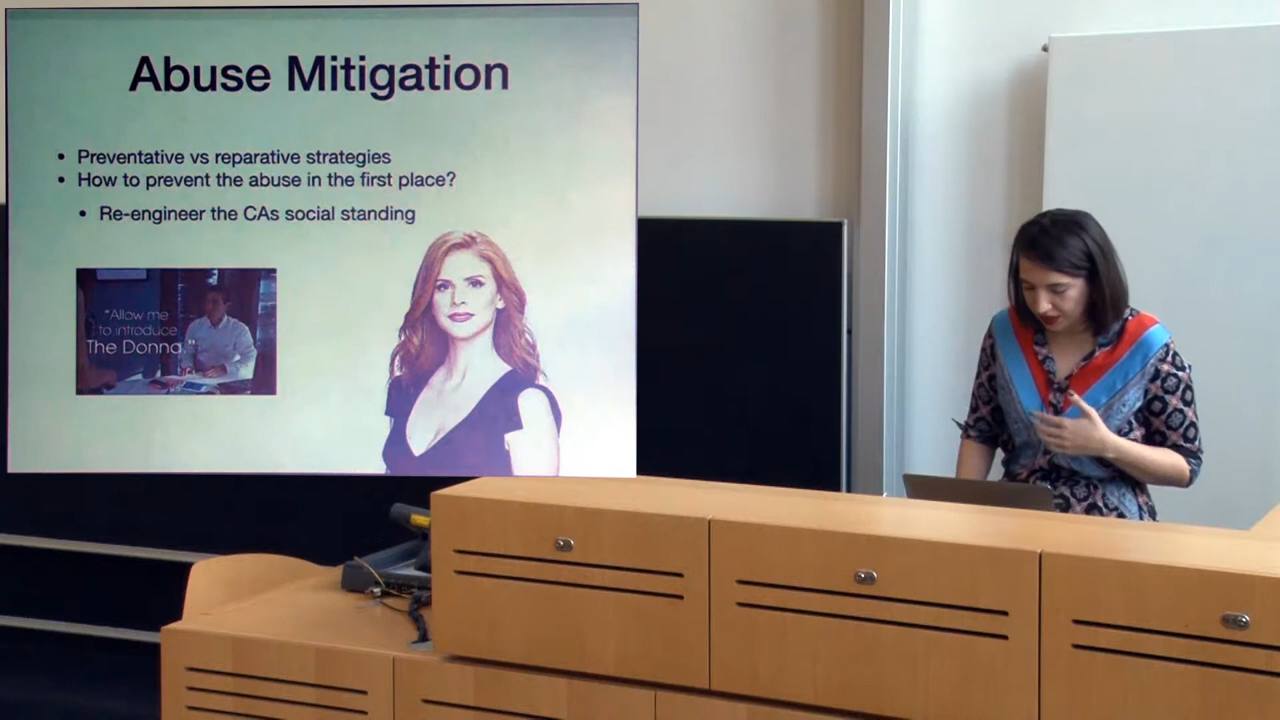 Abuse Mitigation
• Preventative vs reparative strategies
• How to prevent the abuse in the first place?
• Re-engineer the CAs social standing
"Allow me
to introduce
The Donna."